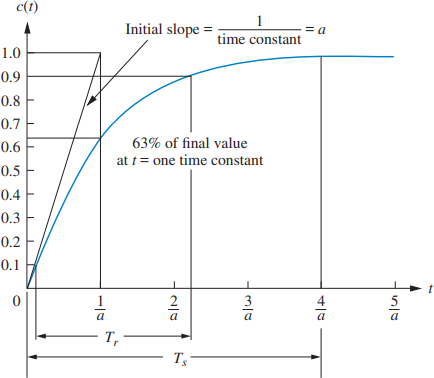 c(t)
Initial slope = 1/time constant = a
1.0
0.9
0.8
0.7
0.6
0.5
0.4
0.3
0.2
0.1
0
63% of final value
at t = one time constant
1/a 2/a 3/a 4/a 5/a t
Tr
Ts